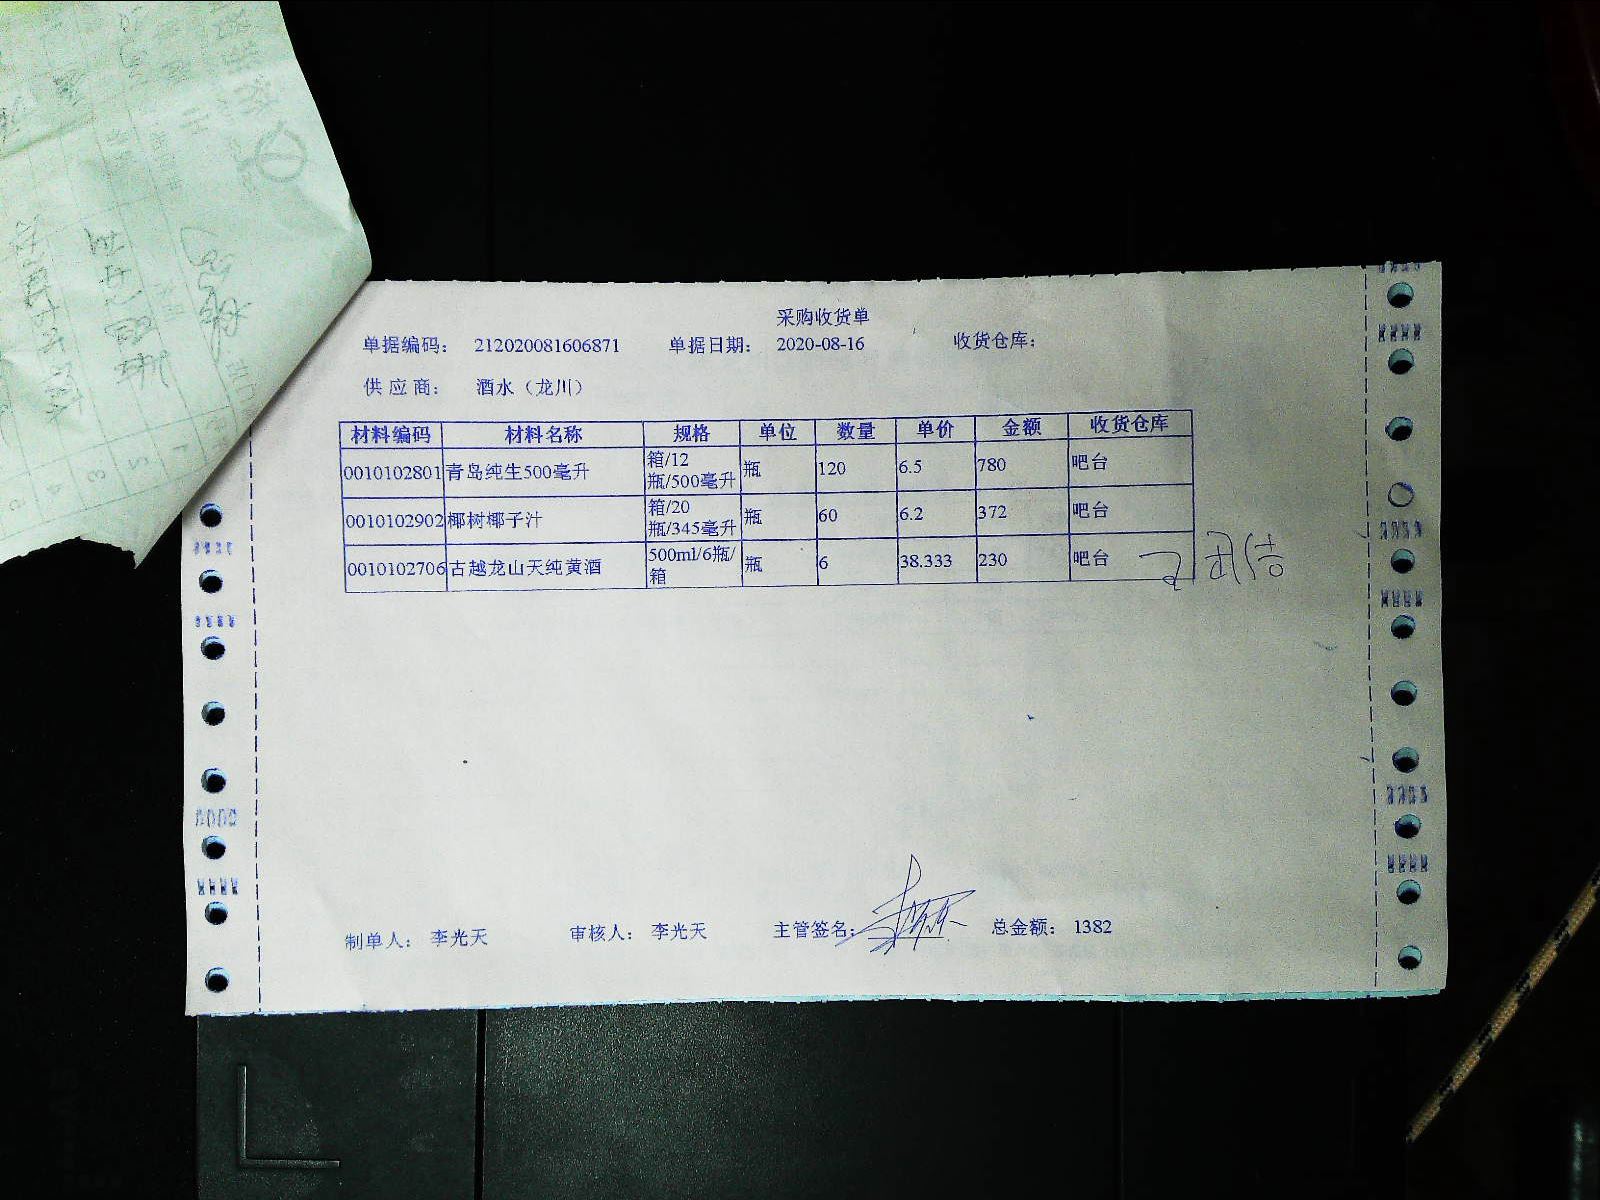 采购收货单
单据编码： 212020081606871 单据日期： 2020-08-16 收货仓库：
供 应 商： 酒水（龙川）
材料编码 材料名称 规格 单位 数量 单价 金额 收货仓库
0010102801 青岛纯生500毫升 箱/12瓶/500毫升 瓶 120 6.5 780 吧台
0010102902 椰树椰子汁 箱/20瓶/345毫升 瓶 60 6.2 372 吧台
0010102706 古越龙山天纯黄酒 500ml/6瓶/箱 瓶 6 38.333 230 吧台
制单人： 李光天 审核人： 李光天 主管签名： 总金额： 1382